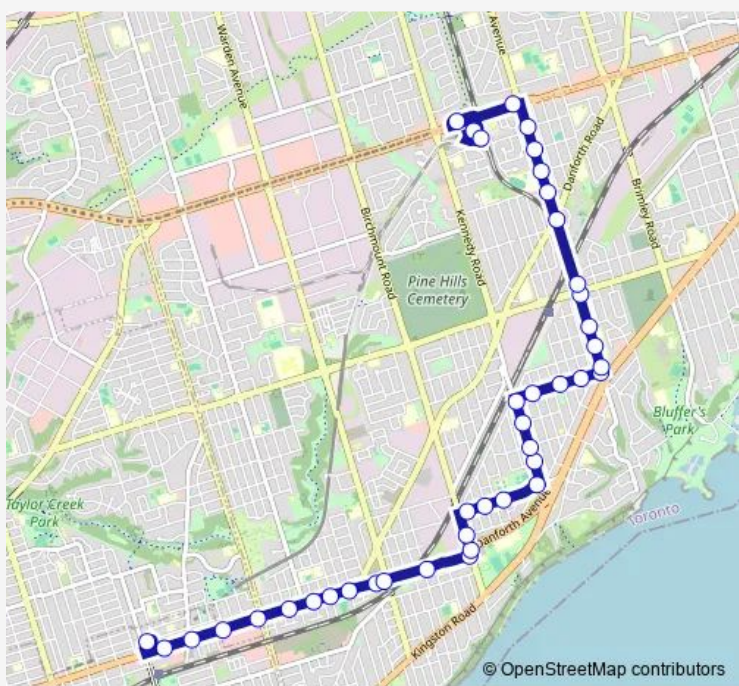 Warden Avenue
Avenue
Danforth Road
Brimley Road
Birchmount Road
Kennedy Road
Pine Hills
Cemetery
Bluffer's
Park
Taylor Creek
Park
Toronto
Danforth Avenue
Kingston Road
© OpenStreetMap contributors